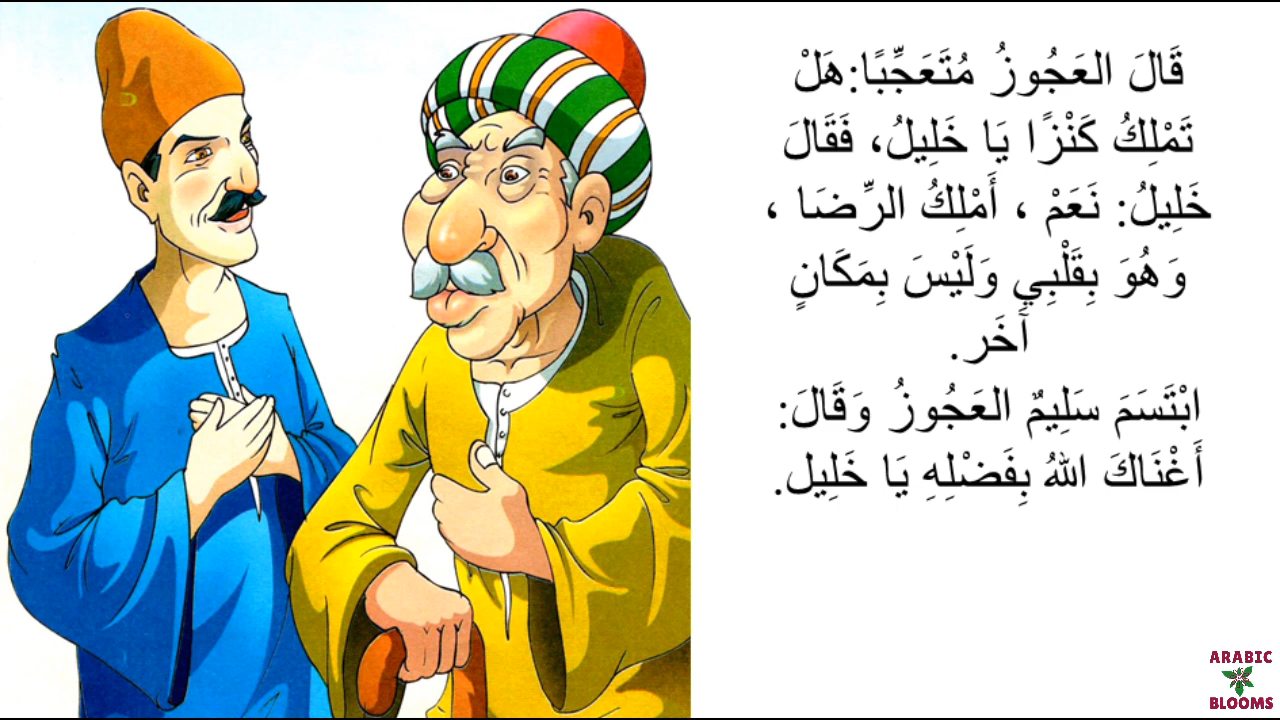 قَالَ العَجُوزُ مُتَعَجِّبًا:هَلْ
تَمْلِكُ كَنْزًا يَا خَلِيلُ، فَقَالَ
خَلِيلُ: نَعَمْ ، أَمْلِكُ الرِّضَا ،
وَهُوَ بِقَلْبِي وَلَيْسَ بِمَكَانٍ
آخَر.
ابْتَسَمَ سَلِيمٌ العَجُوزُ وَقَالَ:
أَغْنَاكَ اللهُ بِفَضْلِهِ يَا خَلِيل.
ARABIC
BLOOMS